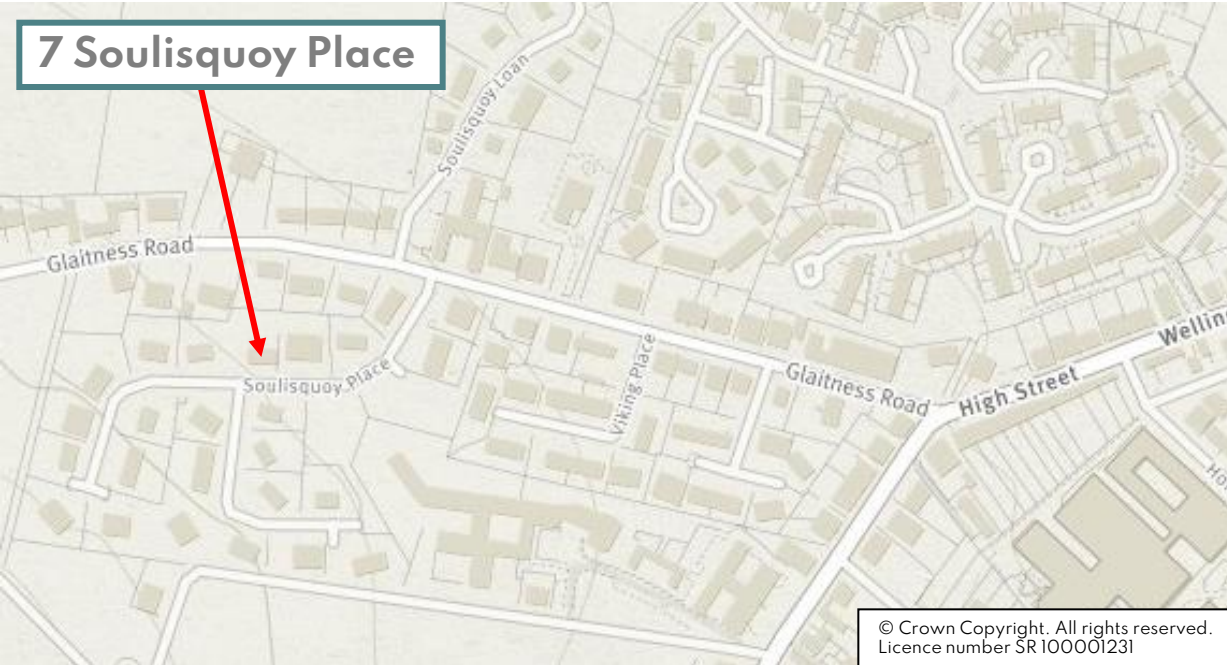 7 Soulisquoy Place
Soulisquoy Loan
Glaitness Road
Soulisquoy Place
Viking Place
Glaitness Road
High Street
© Crown Copyright. All rights reserved.
Licence number SR 100001231